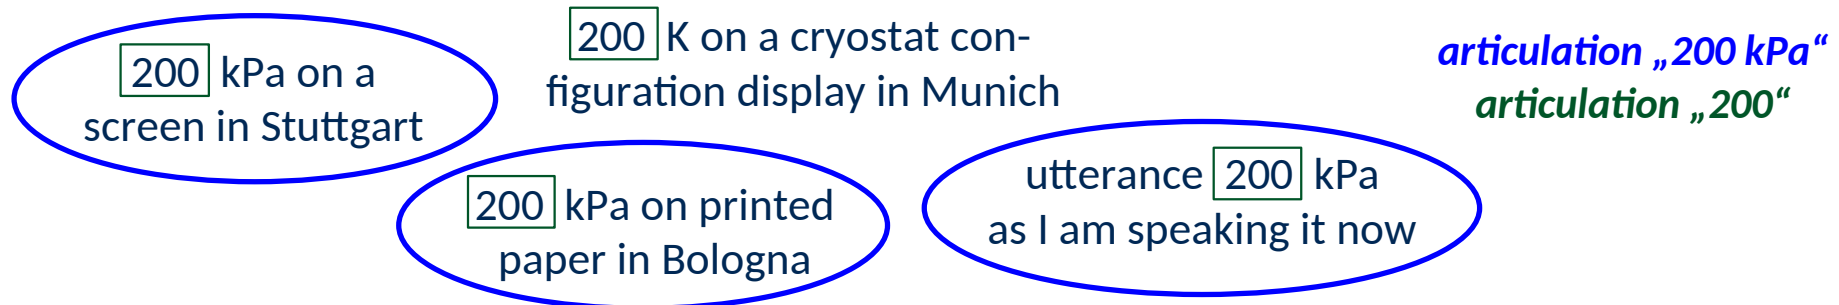 200 kPa on a
screen in Stuttgart
200 K on a cryostat con-
figuration display in Munich
articulation „200 kPa“
articulation „200“
200 kPa on printed
paper in Bologna
utterance 200 kPa
as I am speaking it now